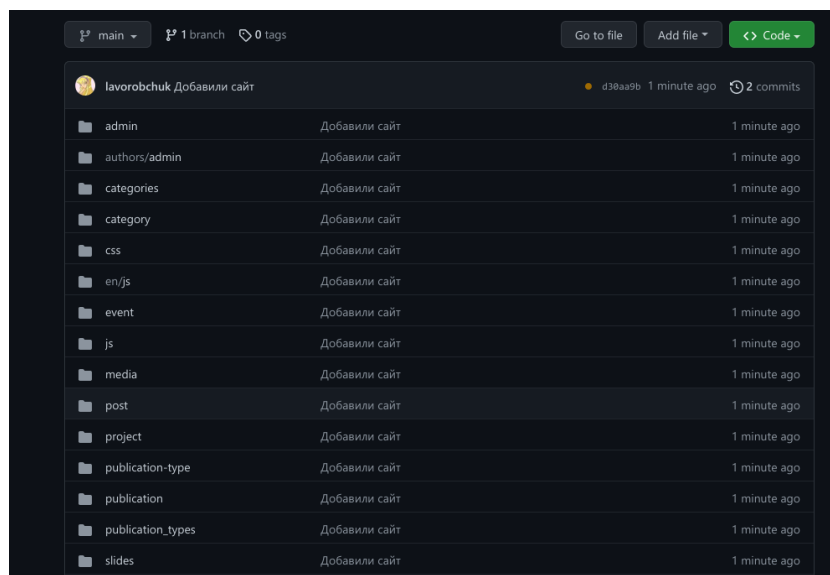 main 1 branch 0 tags Go to file Add file <> Code
lavorobchuk Добавили сайт d30aa9b 1 minute ago 2 commits
admin Добавили сайт 1 minute ago
authors/admin Добавили сайт 1 minute ago
categories Добавили сайт 1 minute ago
category Добавили сайт 1 minute ago
css Добавили сайт 1 minute ago
en/js Добавили сайт 1 minute ago
event Добавили сайт 1 minute ago
js Добавили сайт 1 minute ago
media Добавили сайт 1 minute ago
post Добавили сайт 1 minute ago
project Добавили сайт 1 minute ago
publication-type Добавили сайт 1 minute ago
publication Добавили сайт 1 minute ago
publication_types Добавили сайт 1 minute ago
slides Добавили сайт 1 minute ago